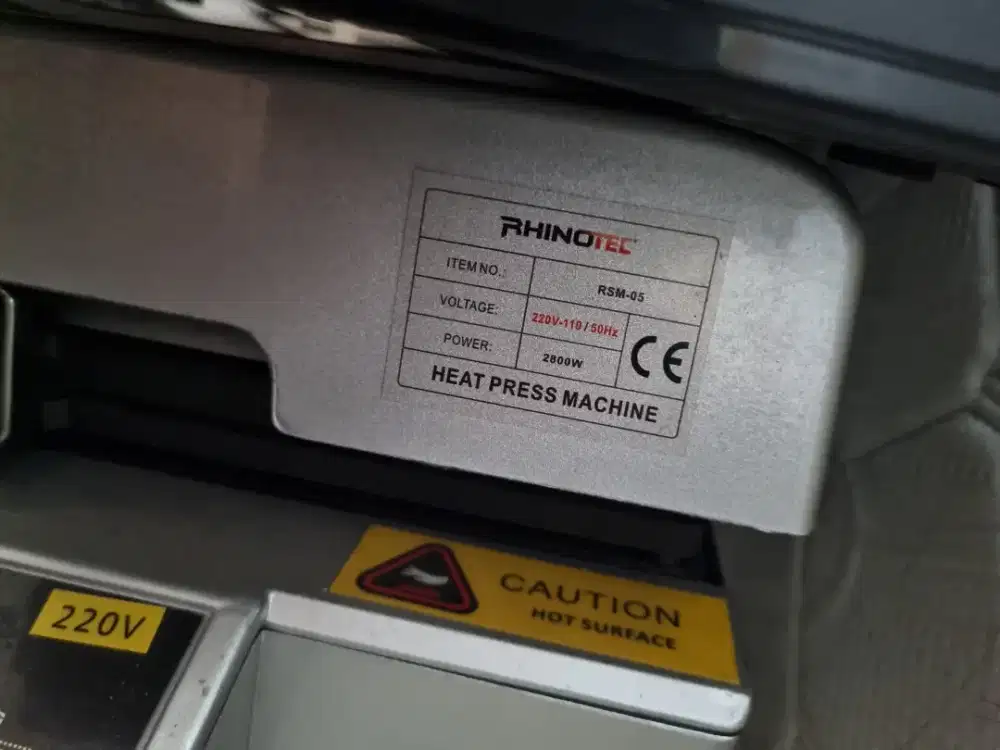 RHINOTEC
ITEM NO.: RSM-05
VOLTAGE: 220V-110/50Hz
POWER: 2800W
CE
HEAT PRESS MACHINE
CAUTION
HOT SURFACE
220V